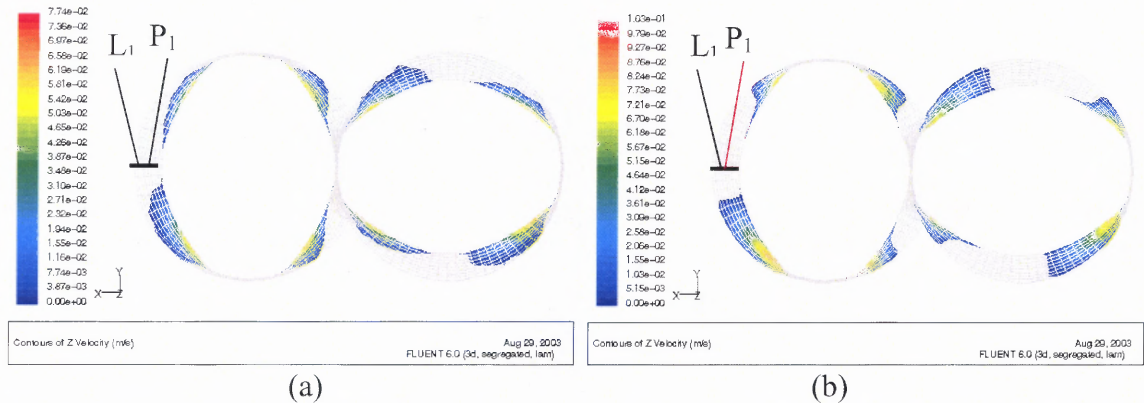 7.74e-02
7.36e-02
6.97e-02
6.58e-02
6.19e-02
5.81e-02
5.42e-02
5.03e-02
4.65e-02
4.26e-02
3.87e-02
3.48e-02
3.10e-02
2.71e-02
2.32e-02
1.94e-02
1.55e-02
1.16e-02
7.74e-03
3.87e-03
0.00e+00
L₁ P₁
Y
X Z
Contours of Z Velocity (m/s)
Aug 29, 2003
FLUENT 6.0 (3d, segregated, lam)
(a)
1.03e-01
9.79e-02
9.27e-02
8.76e-02
8.24e-02
7.73e-02
7.21e-02
6.70e-02
6.18e-02
5.67e-02
5.15e-02
4.64e-02
4.12e-02
3.61e-02
3.09e-02
2.58e-02
2.06e-02
1.55e-02
1.03e-02
5.15e-03
0.00e+00
L₁ P₁
Y
X Z
Contours of Z Velocity (m/s)
Aug 29, 2003
FLUENT 6.0 (3d, segregated, lam)
(b)